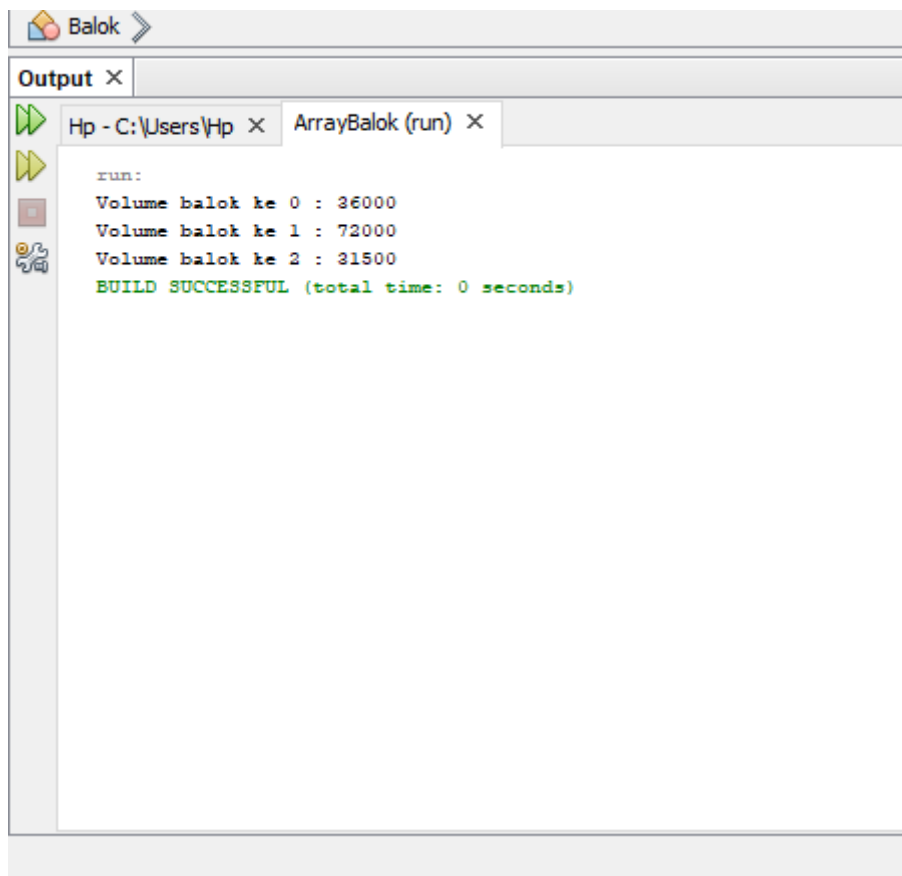 Balok
Output
Hp - C:\Users\Hp ArrayBalok (run)
run:
Volume balok ke 0 : 36000
Volume balok ke 1 : 72000
Volume balok ke 2 : 31500
BUILD SUCCESSFUL (total time: 0 seconds)